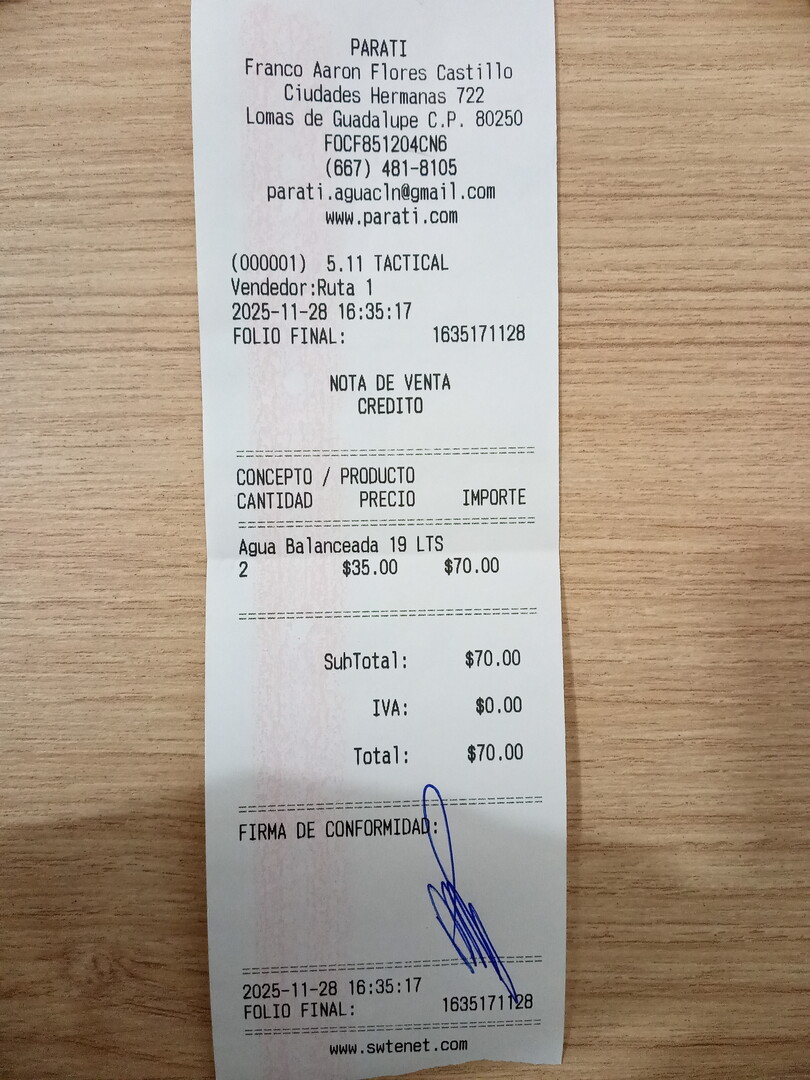 PARATI
Franco Aaron Flores Castillo
Ciudades Hermanas 722
Lomas de Guadalupe C.P. 80250
FOCF851204CN6
(667) 481-8105
parati.aguacln@gmail.com
www.parati.com
(000001) 5.11 TACTICAL
Vendedor:Ruta 1
2025-11-28 16:35:17
FOLIO FINAL: 1635171128
NOTA DE VENTA
CREDITO
CONCEPTO / PRODUCTO
CANTIDAD PRECIO IMPORTE
Agua Balanceada 19 LTS
2 $35.00 $70.00
SubTotal: $70.00
IVA: $0.00
Total: $70.00
FIRMA DE CONFORMIDAD:
2025-11-28 16:35:17
FOLIO FINAL: 1635171128
www.swtenet.com